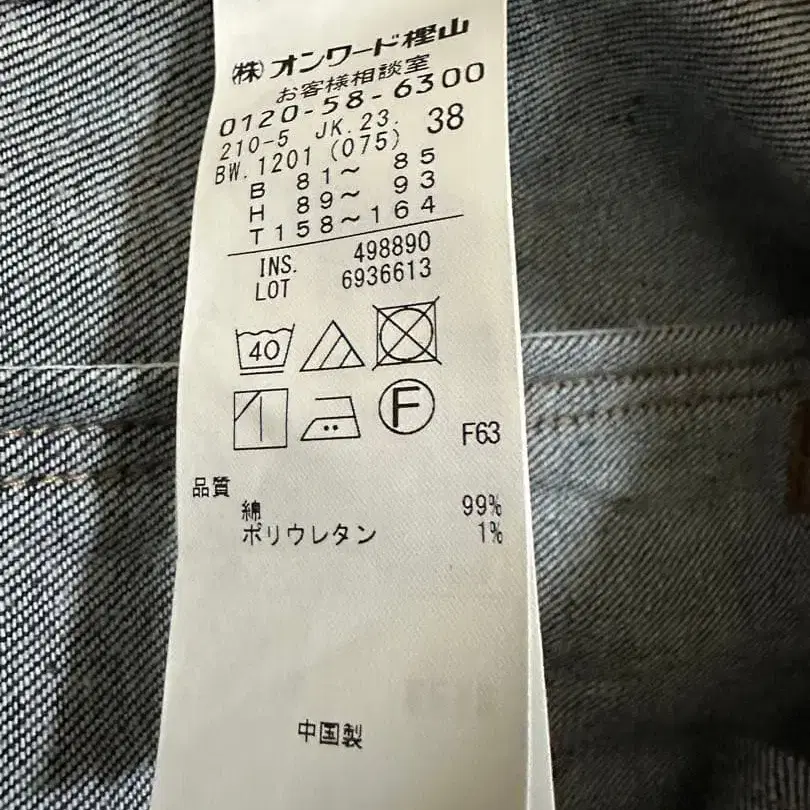 (株)オンワード樫山
お客様相談室
0120-58-6300
210-5 JK.23. 38
BW.1201 (075)
B 81～ 85
H 89～ 93
T158～164
INS. 498890
LOT 6936613
40
F
F63
品質
綿 99%
ポリウレタン 1%
中国製